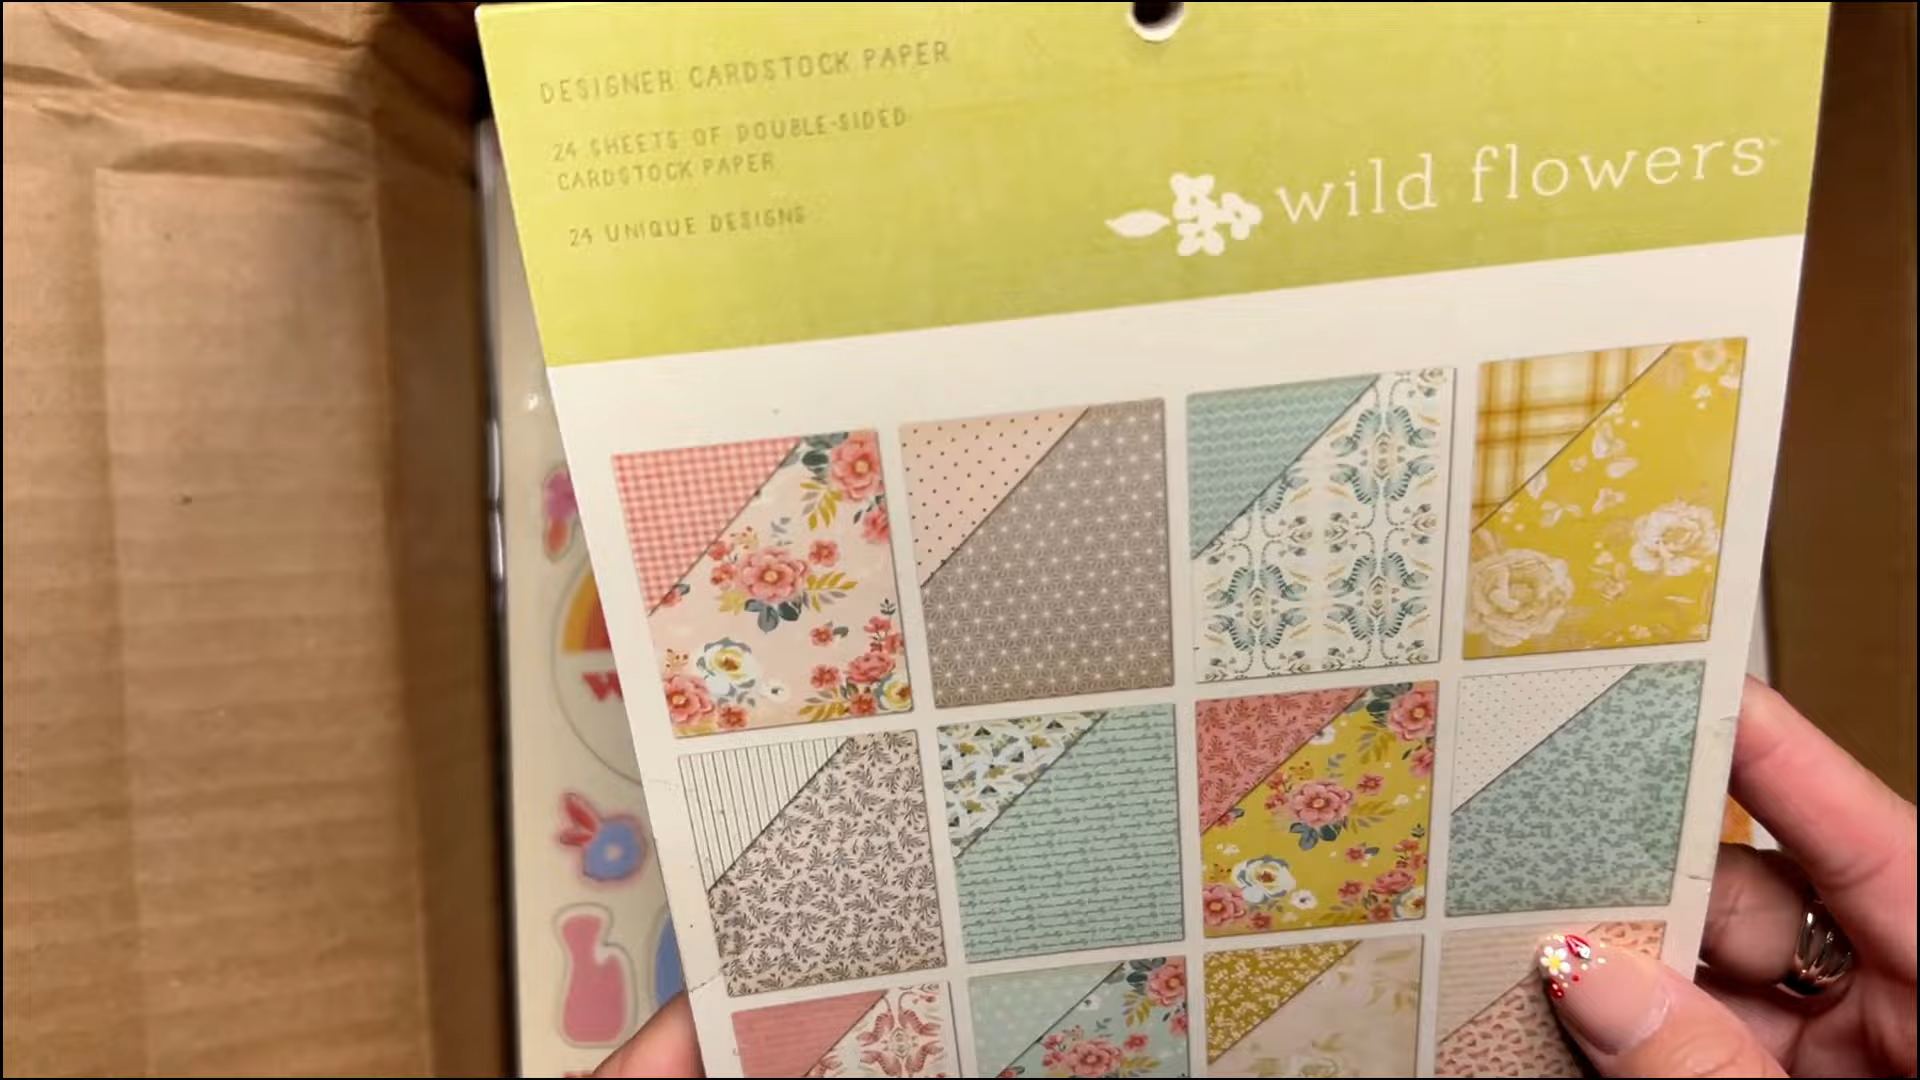 DESIGNER CARDSTOCK PAPER
24 SHEETS OF DOUBLE-SIDED
CARDSTOCK PAPER
24 UNIQUE DESIGNS
wild flowers